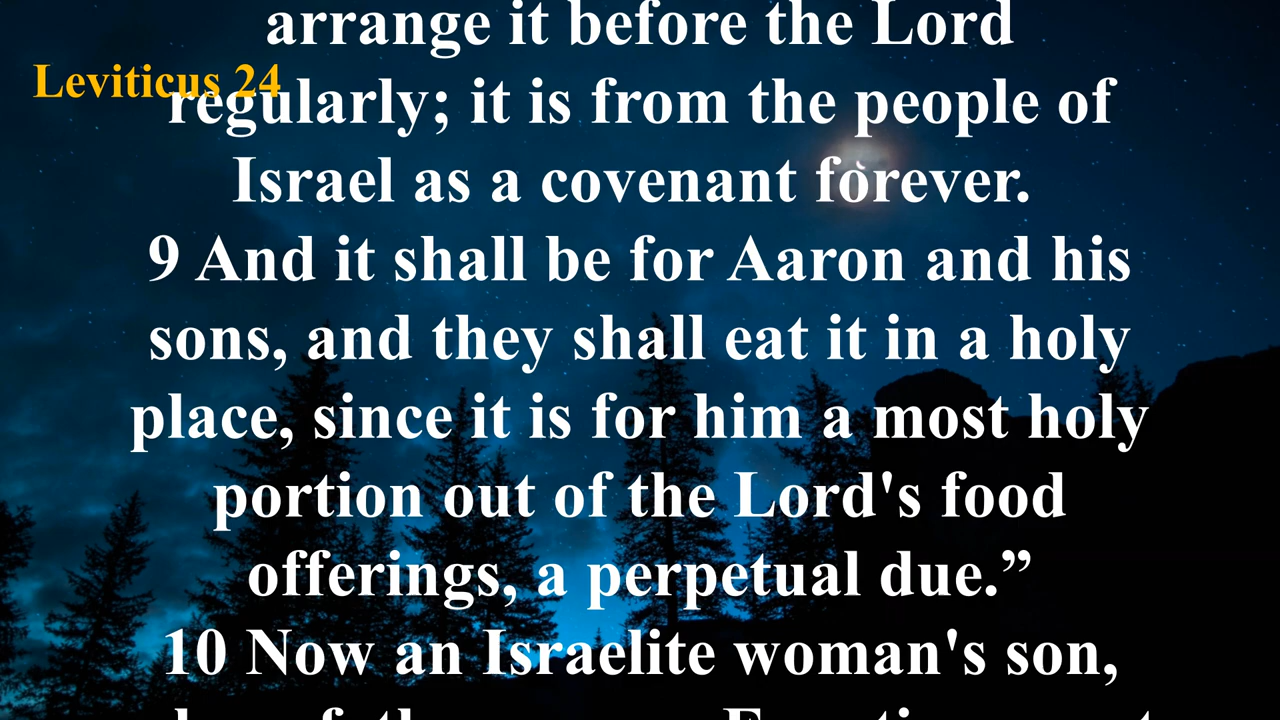 arrange it before the Lord
Leviticus 24
regularly; it is from the people of
Israel as a covenant forever.
9 And it shall be for Aaron and his
sons, and they shall eat it in a holy
place, since it is for him a most holy
portion out of the Lord's food
offerings, a perpetual due.”
10 Now an Israelite woman's son,